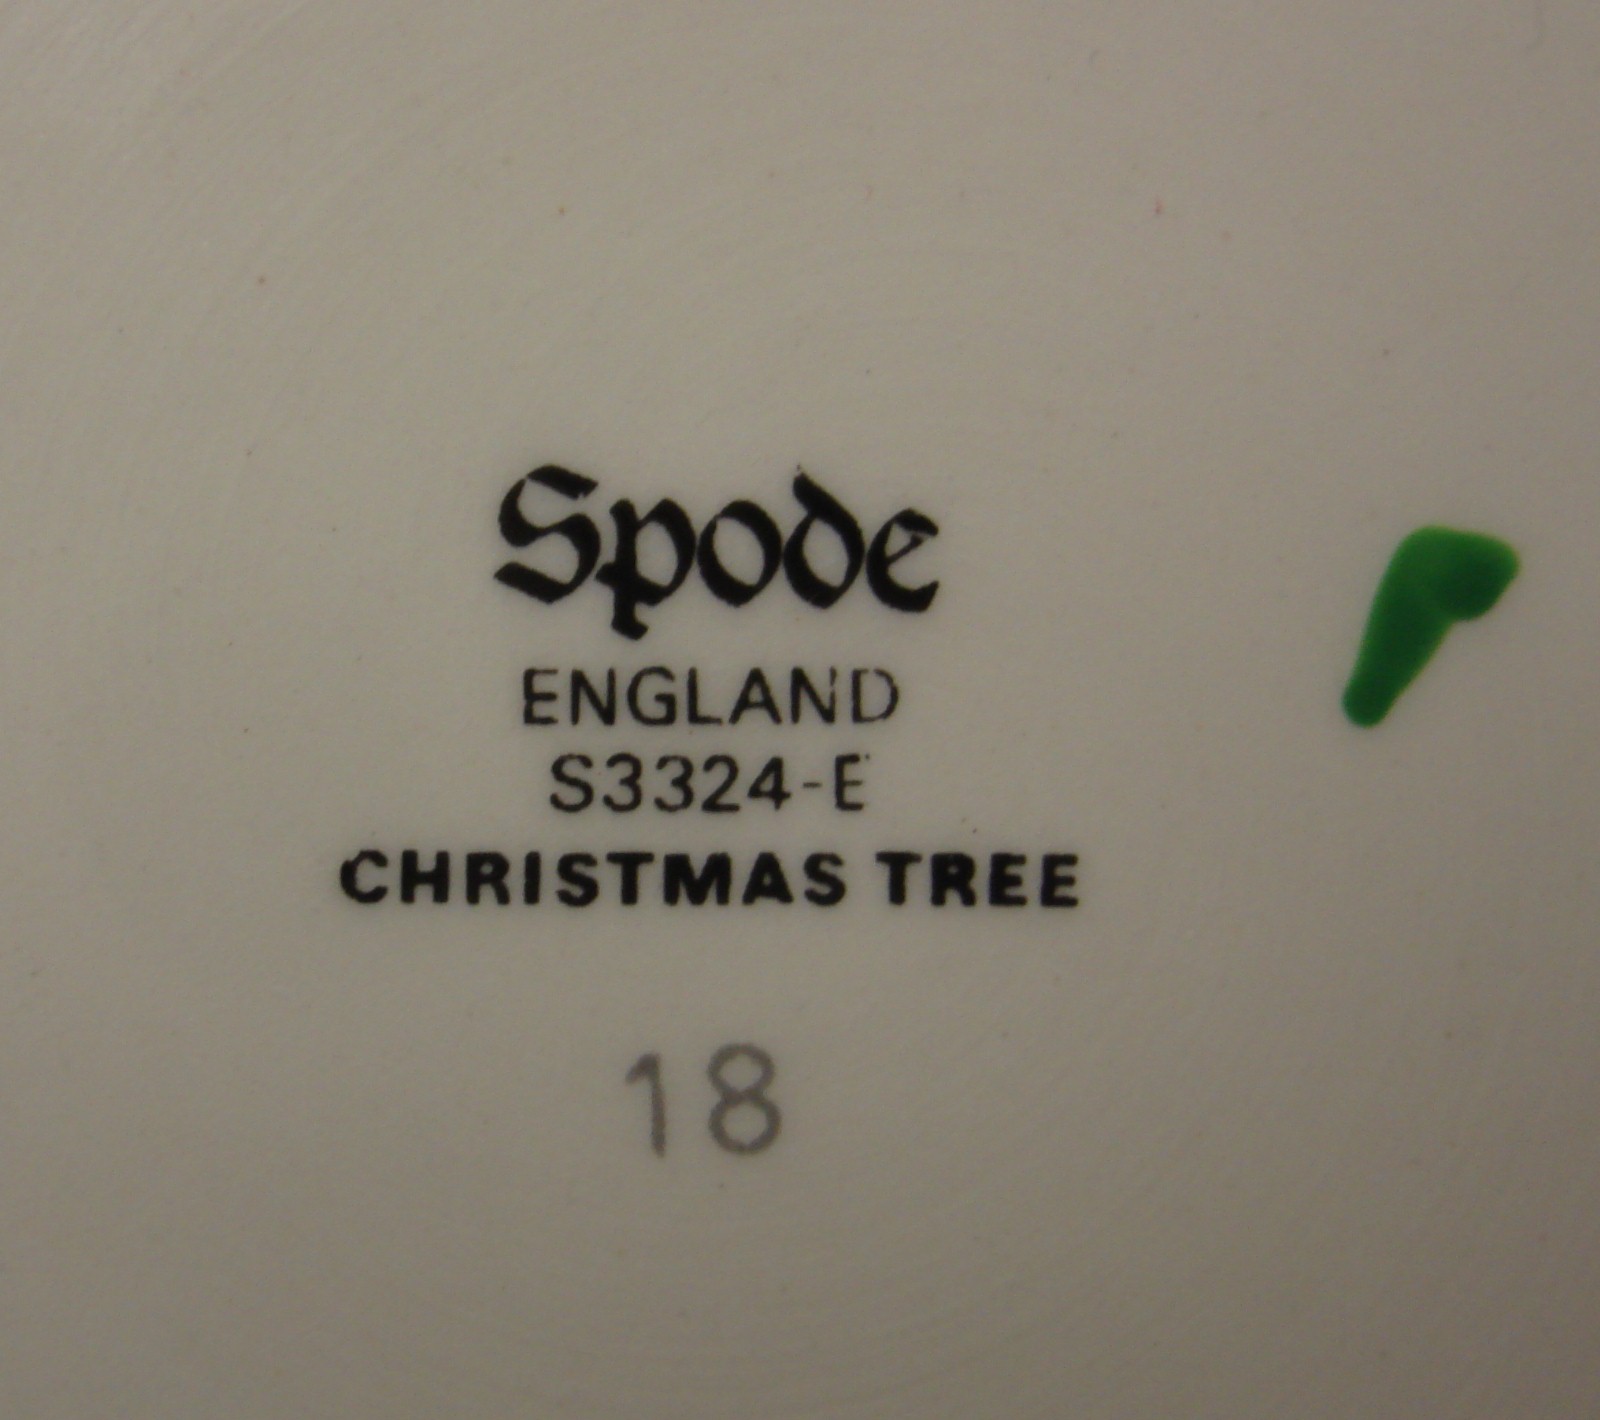 Spode
ENGLAND
S3324-E
CHRISTMAS TREE
18